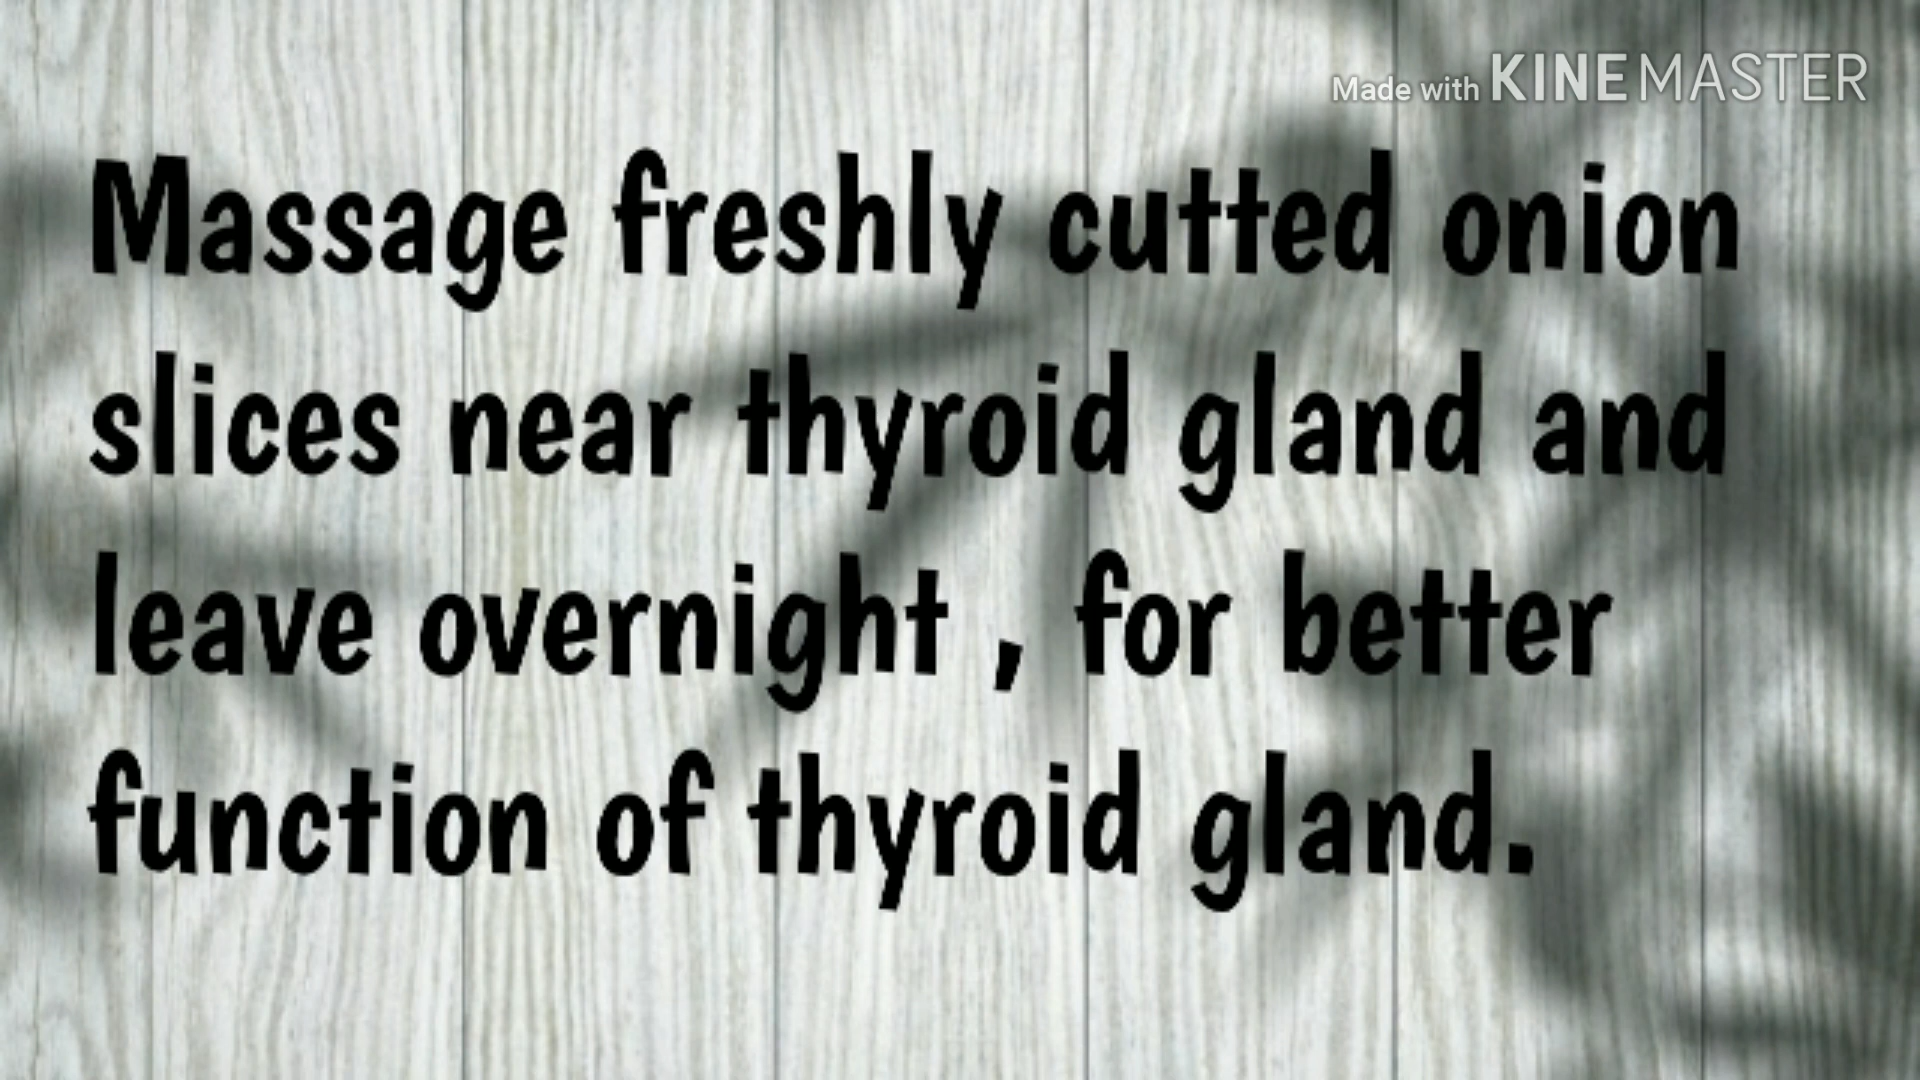 Made with KINEMASTER
Massage freshly cutted onion
slices near thyroid gland and
leave overnight , for better
function of thyroid gland.